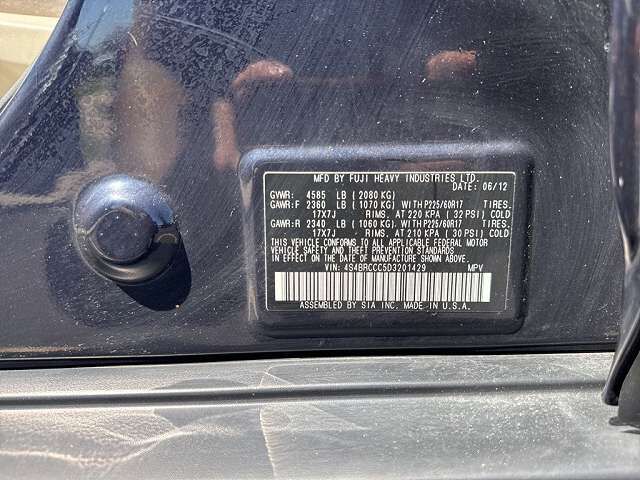 MFD BY FUJI HEAVY INDUSTRIES LTD.
DATE: 06/12
GVWR: 4585 LB (2080 KG)
GAWR:F 2360 LB (1070 KG) WITH P225/60R17 TIRES.
17X7J RIMS. AT 220 KPA (32 PSI) COLD
GAWR:R 2340 LB (1060 KG) WITH P225/60R17 TIRES.
17X7J RIMS. AT 210 KPA (30 PSI) COLD
THIS VEHICLE CONFORMS TO ALL APPLICABLE FEDERAL MOTOR
VEHICLE SAFETY AND THEFT PREVENTION STANDARDS
IN EFFECT ON THE DATE OF MANUFACTURE SHOWN ABOVE.
VIN: 4S4BRCCC5D3201429 MPV
ASSEMBLED BY SIA INC. MADE IN U.S.A.